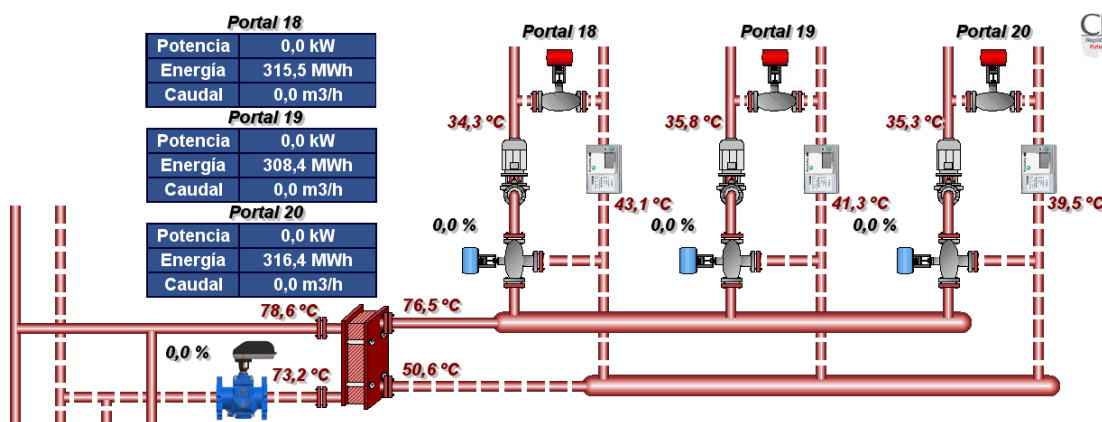 Portal 18
Potencia 0,0 kW
Energía 315,5 MWh
Caudal 0,0 m3/h
Portal 19
Potencia 0,0 kW
Energía 308,4 MWh
Caudal 0,0 m3/h
Portal 20
Potencia 0,0 kW
Energía 316,4 MWh
Caudal 0,0 m3/h
Portal 18 Portal 19 Portal 20
34,3 ºC 35,8 ºC 35,3 ºC
43,1 ºC 41,3 ºC 39,5 ºC
0,0 % 0,0 % 0,0 %
78,6 ºC 76,5 ºC
0,0 %
73,2 ºC 50,6 ºC